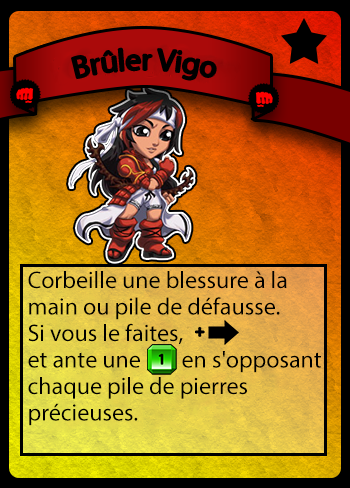 Brûler Vigo
Corbeille une blessure à la
main ou pile de défausse.
Si vous le faites, +
et ante une 1 en s'opposant
chaque pile de pierres
précieuses.